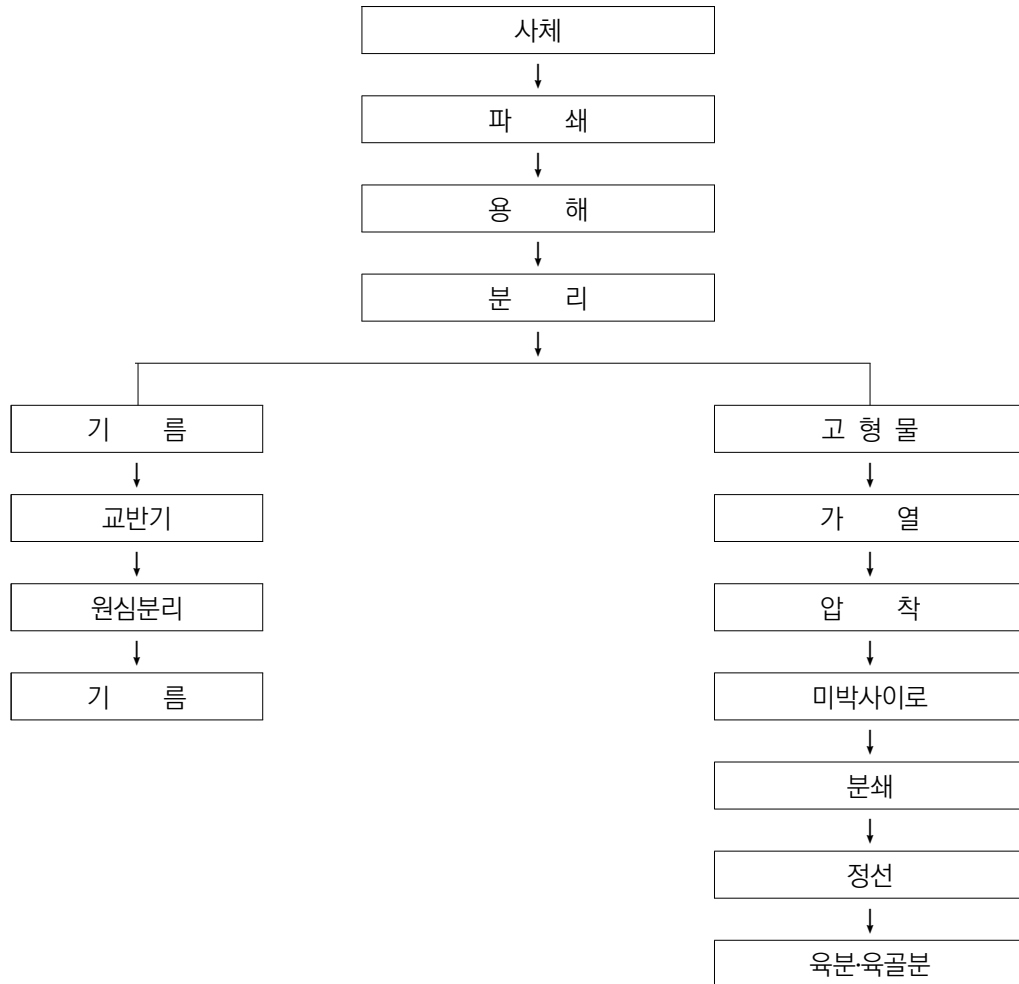 사체
파 쇄
용 해
분 리
기 름
교반기
원심분리
기 름
고 형 물
가 열
압 착
미박사이로
분쇄
정선
육분·육골분